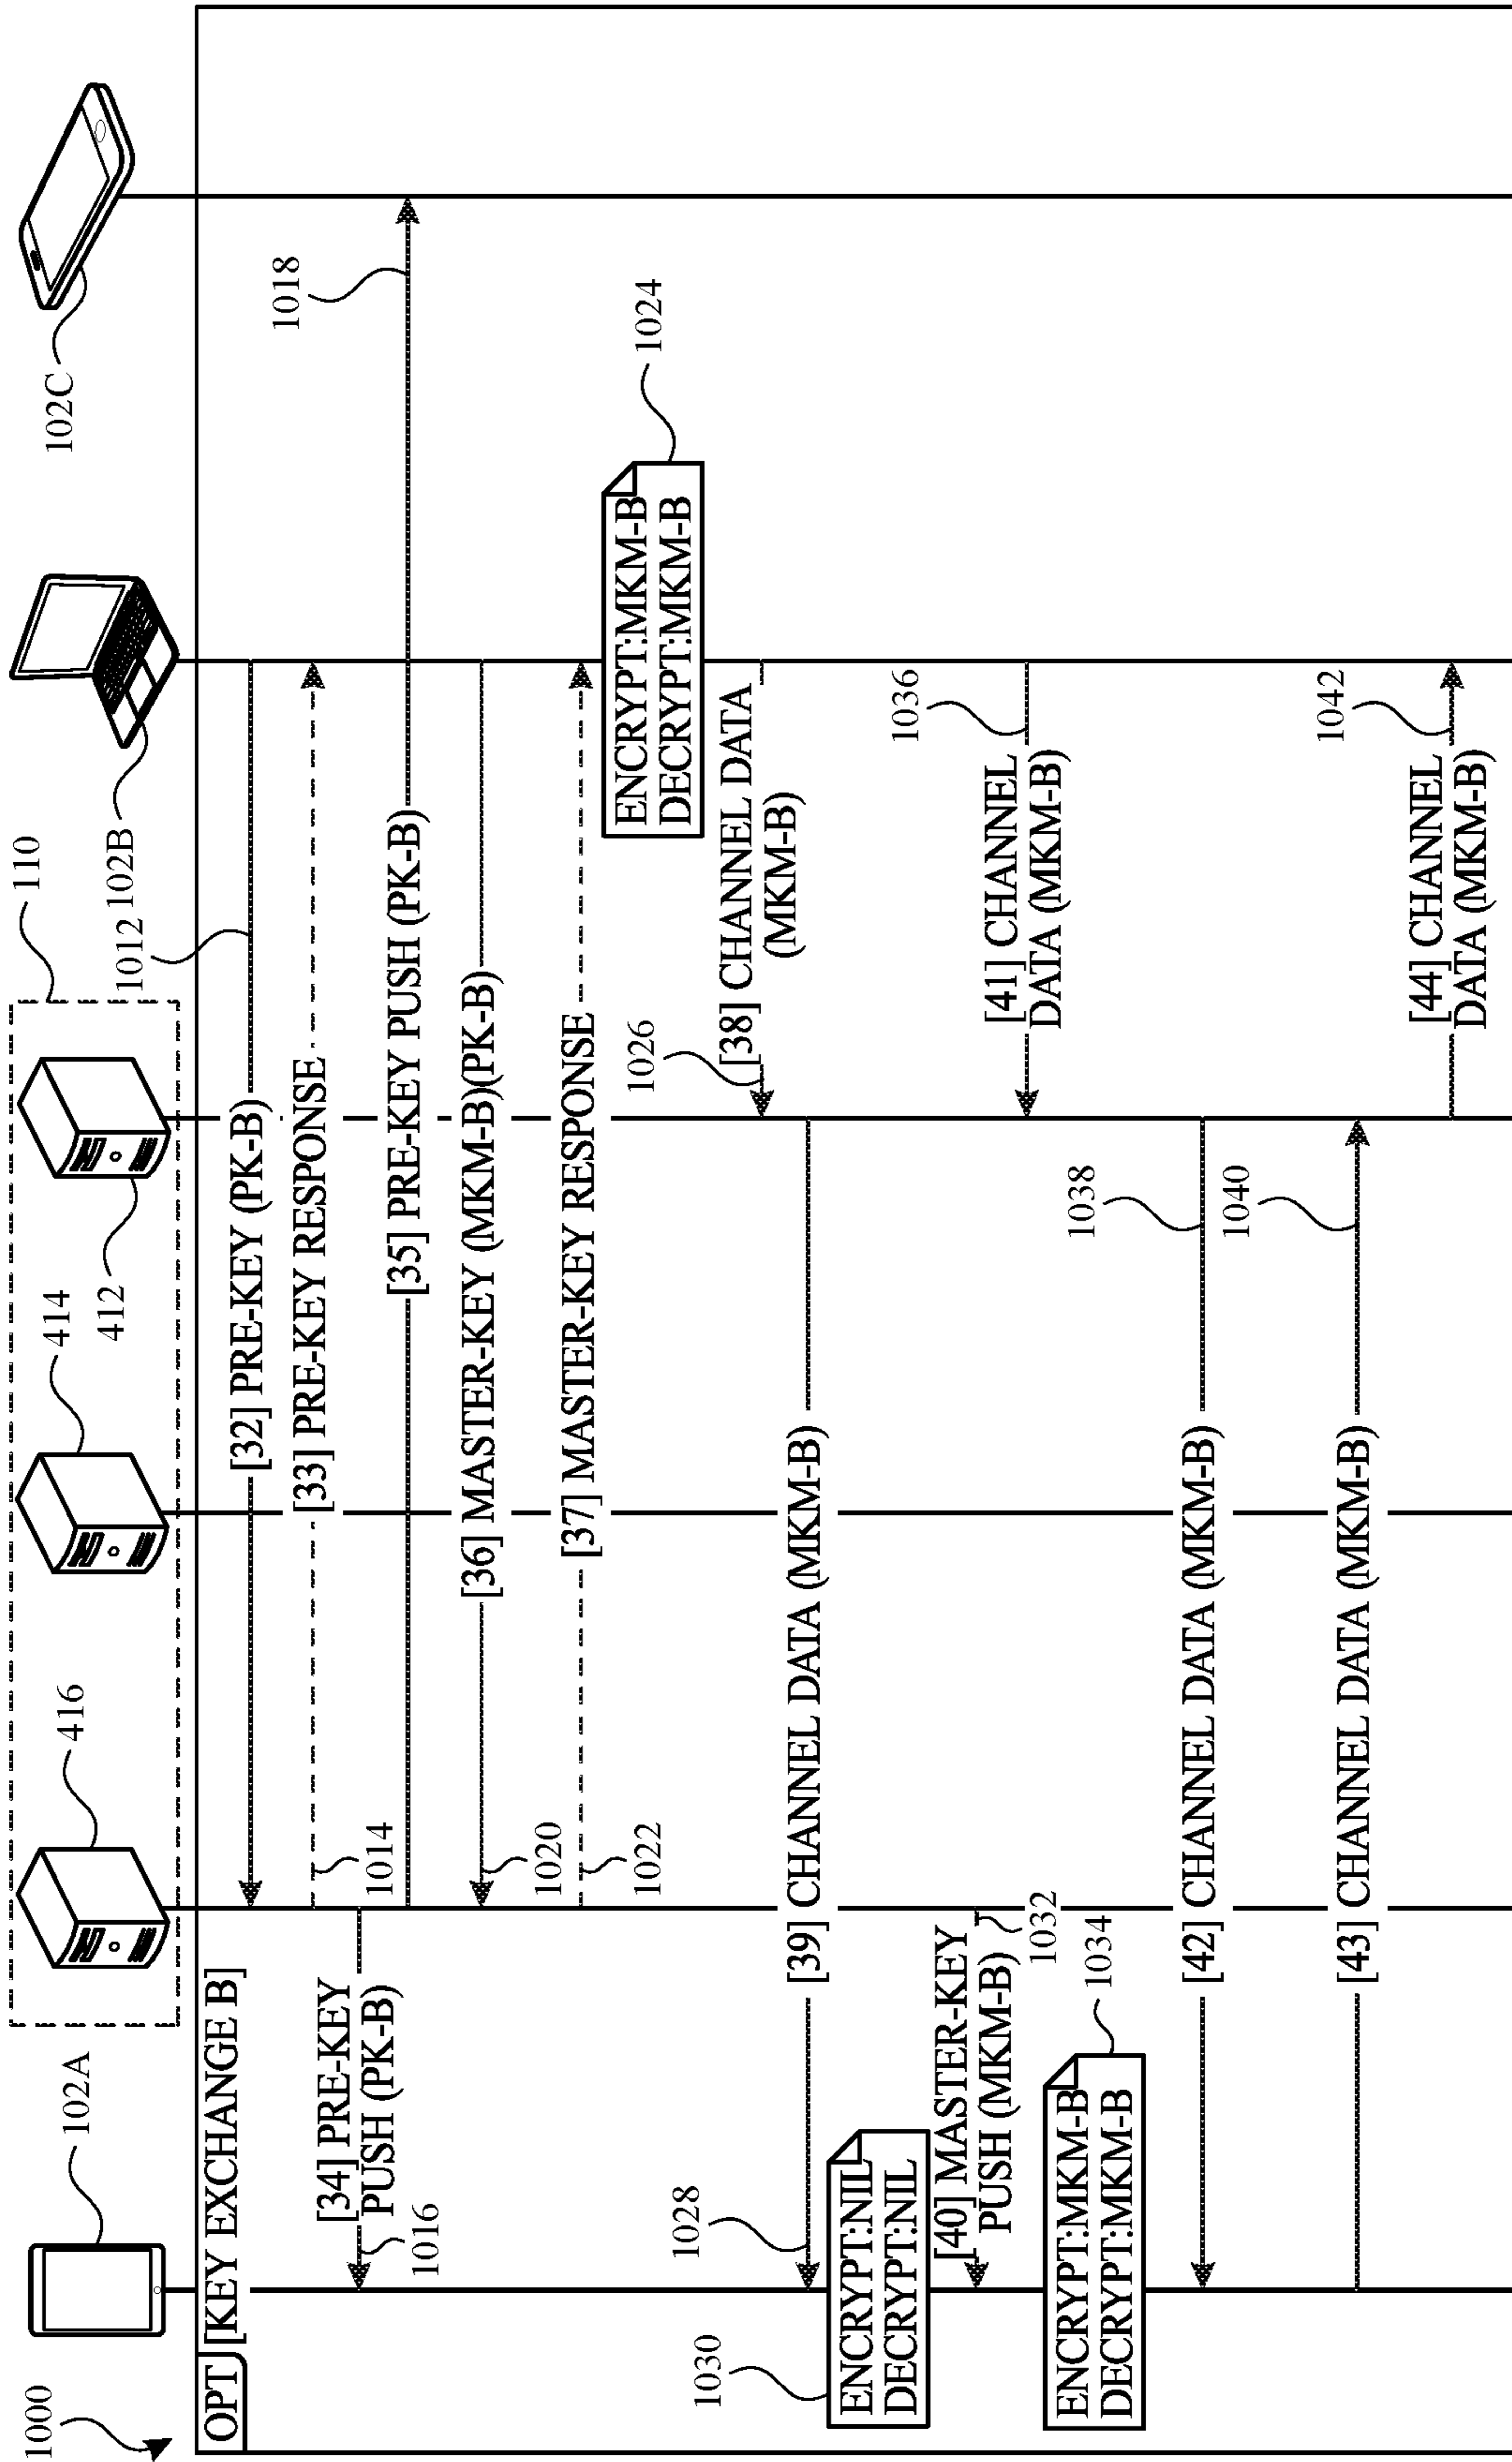 1000
102A
416
414
412
110
102B
102C
OPT
[KEY EXCHANGE B]
1012
[32] PRE-KEY (PK-B)
[33] PRE-KEY RESPONSE
1014
[34] PRE-KEY
PUSH (PK-B)
1016
1018
[35] PRE-KEY PUSH (PK-B)
[36] MASTER-KEY (MKM-B)(PK-B)
1020
[37] MASTER-KEY RESPONSE
1022
ENCRYPT:MKM-B
DECRYPT:MKM-B
1024
1026
[38] CHANNEL DATA
(MKM-B)
1028
[39] CHANNEL DATA (MKM-B)
1030
ENCRYPT:NIL
DECRYPT:NIL
[40] MASTER-KEY
PUSH (MKM-B)
1032
1036
[41] CHANNEL
DATA (MKM-B)
ENCRYPT:MKM-B
DECRYPT:MKM-B
1034
1038
[42] CHANNEL DATA (MKM-B)
1040
[43] CHANNEL DATA (MKM-B)
1042
[44] CHANNEL
DATA (MKM-B)